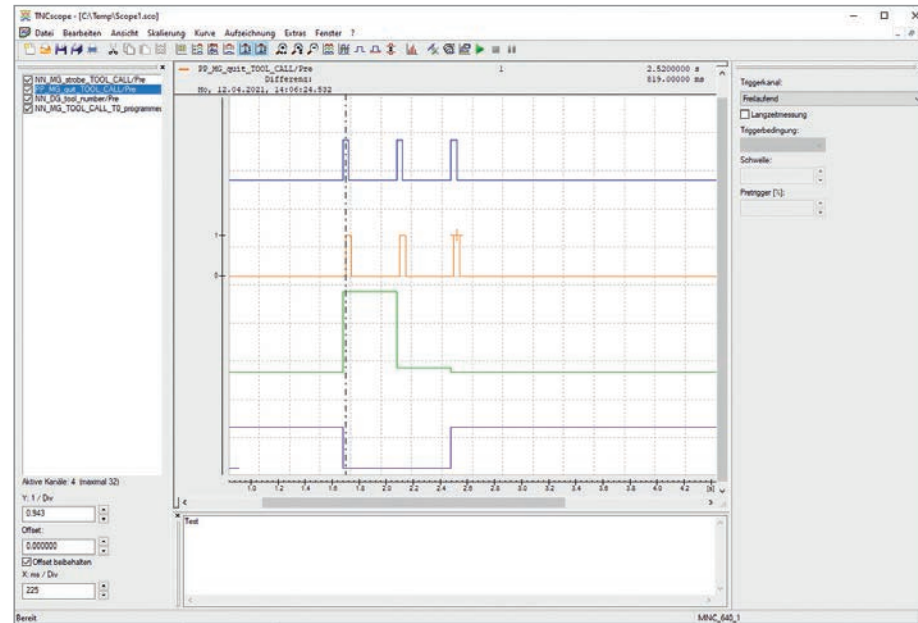 TNCscope - [C:\Temp\Scope1.sco]
Datei Bearbeiten Ansicht Skalierung Kurve Aufzeichnung Extras Fenster ?
NN_MG_strobe_TOOL_CALL/Pre
PP_MG_quit_TOOL_CALL/Pre
NN_DG_tool_number/Pre
NN_MG_TOOL_CALL_T0_programmed
PP_MG_quit_TOOL_CALL/Pre 1 2.5200000 s
Differenz: 819.00000 ms
Mo, 12.04.2021, 14:06:24.532
1
0
1.0 1.2 1.4 1.6 1.8 2.0 2.2 2.4 2.6 2.8 3.0 3.2 3.4 3.6 3.8 4.0 4.2 [s]
Triggerkanal:
Freilaufend
Langzeitmessung
Triggerbedingung:
Schwelle:
Pretrigger [%]:
Aktive Kanäle: 4 (maximal 32)
Y: 1 / Div
0.943
Offset:
0.000000
Offset beibehalten
X: ms / Div
225
Test
Bereit
MNC_640_1